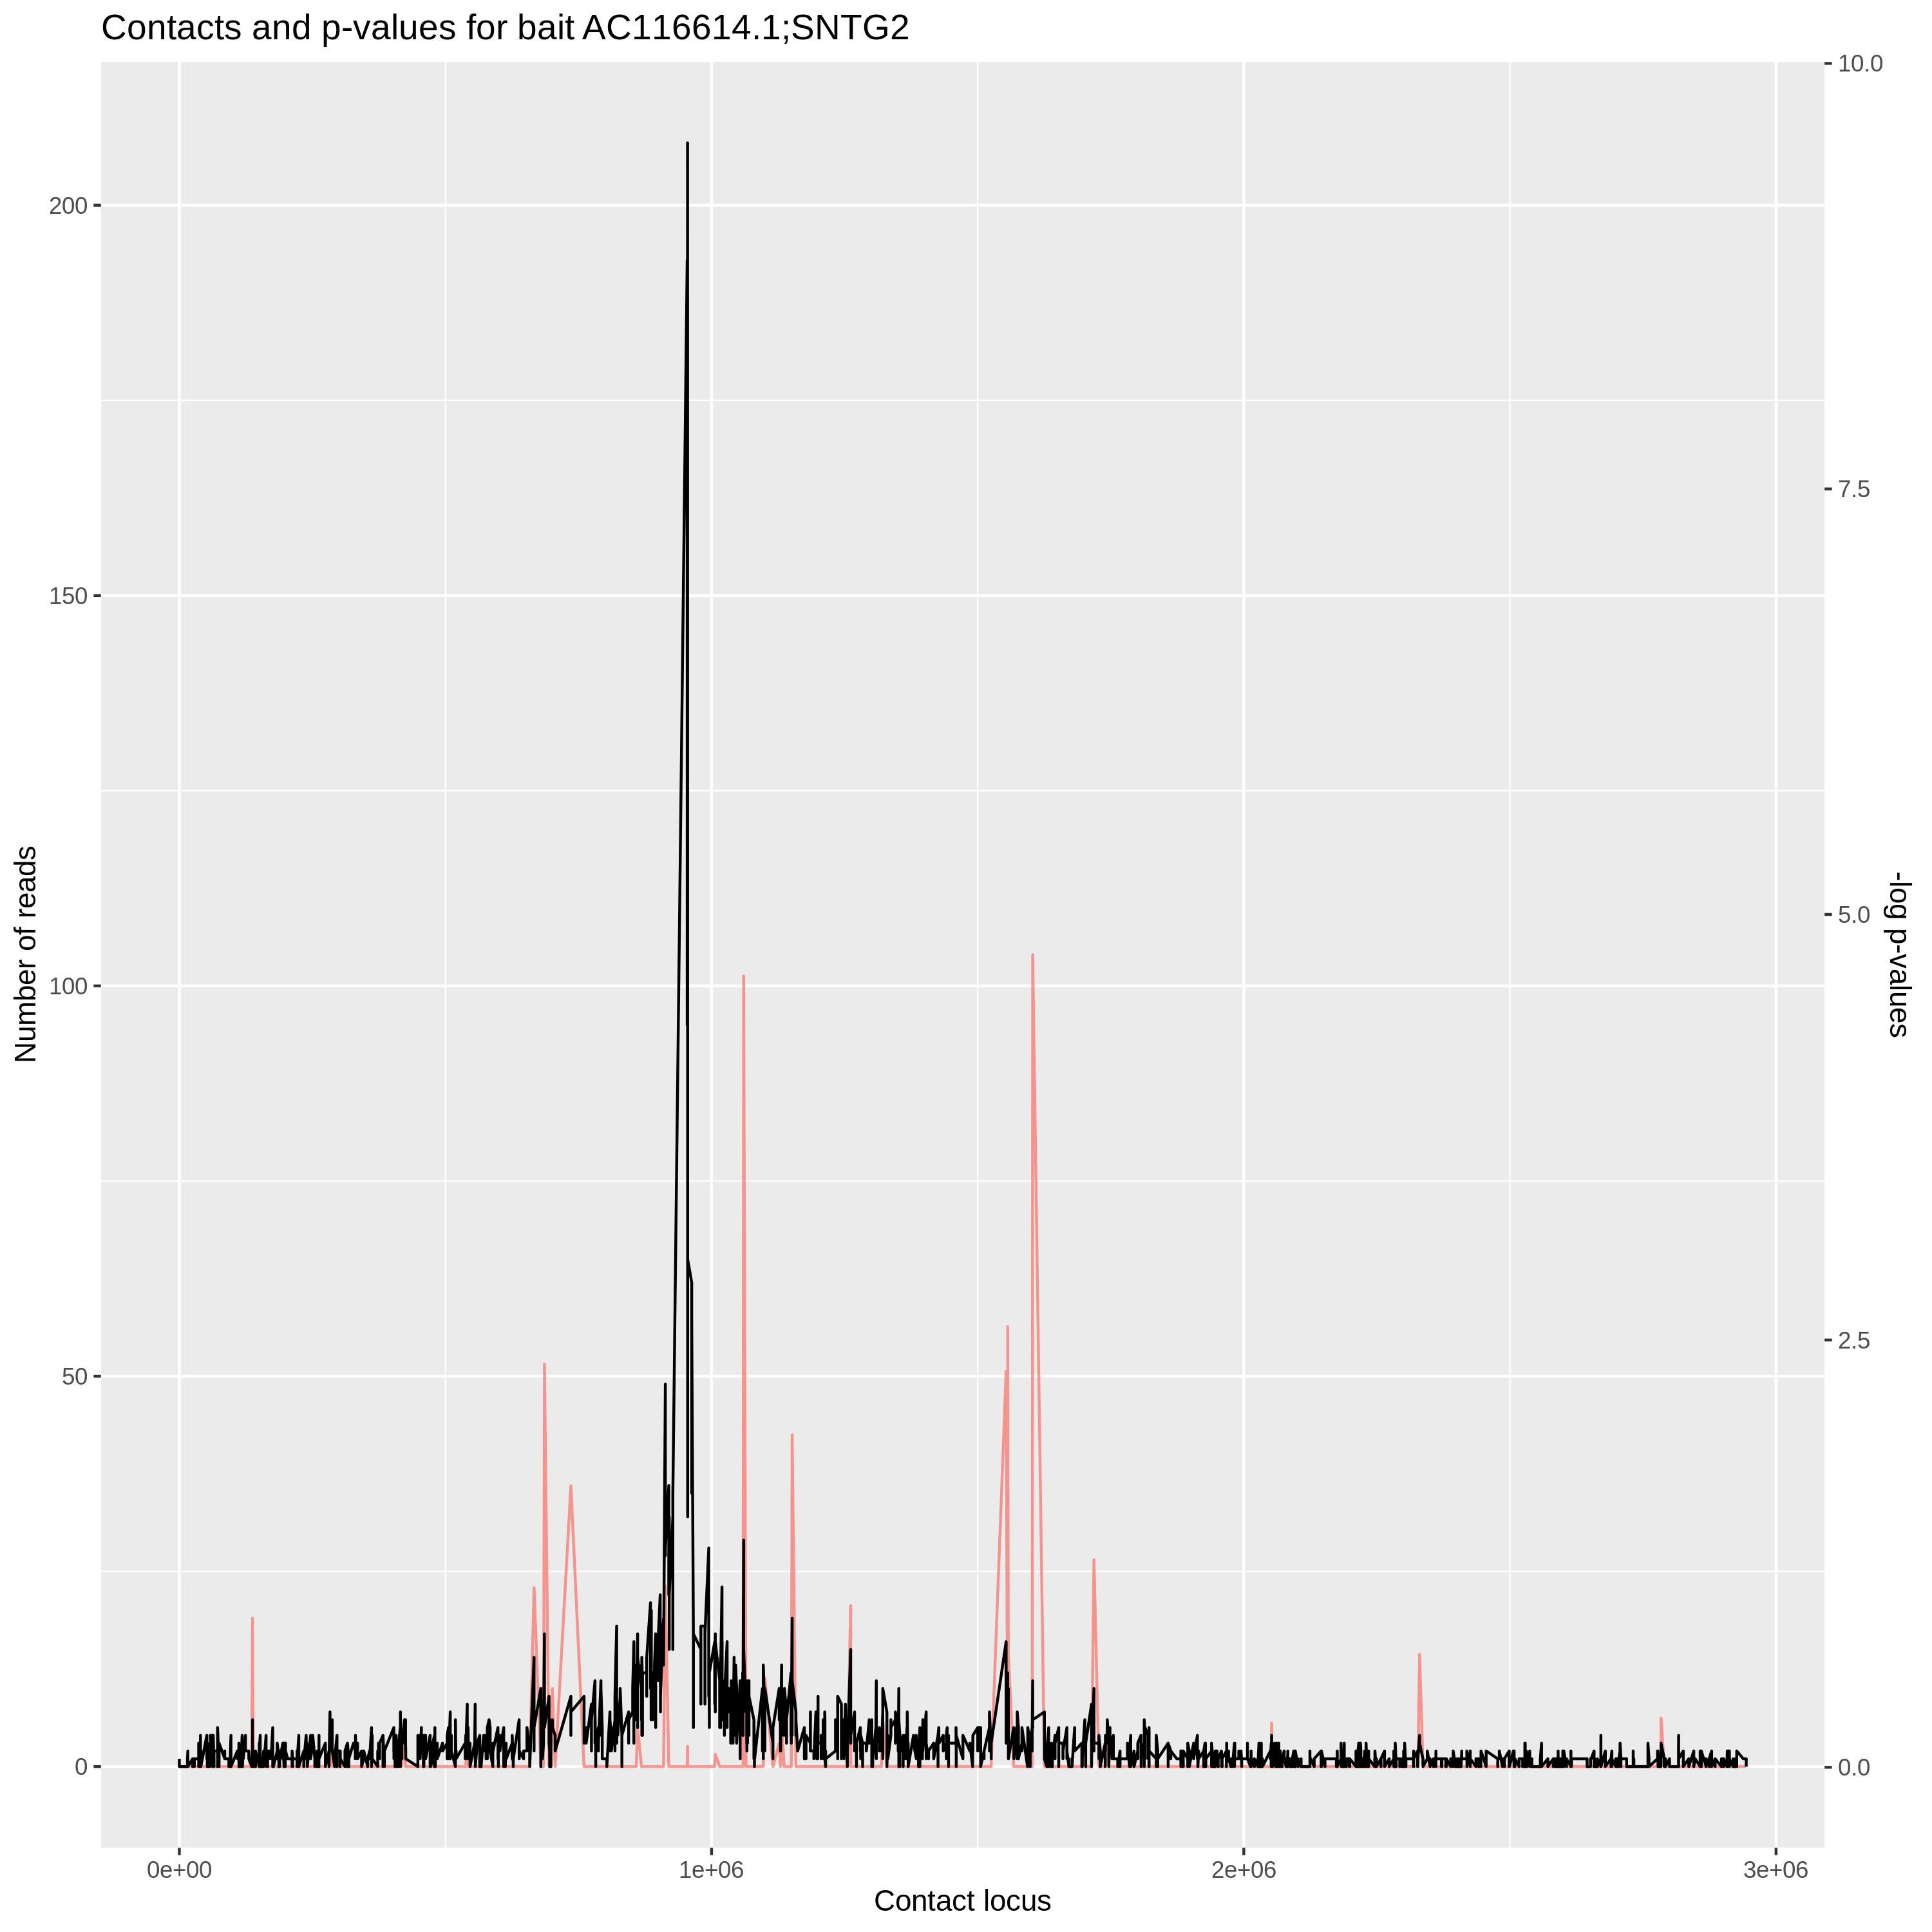 Contacts and p-values for bait AC116614.1;SNTG2
Number of reads
200
150
100
50
0
10.0
7.5
5.0
2.5
0.0
-log p-values
0e+00
1e+06
2e+06
3e+06
Contact locus